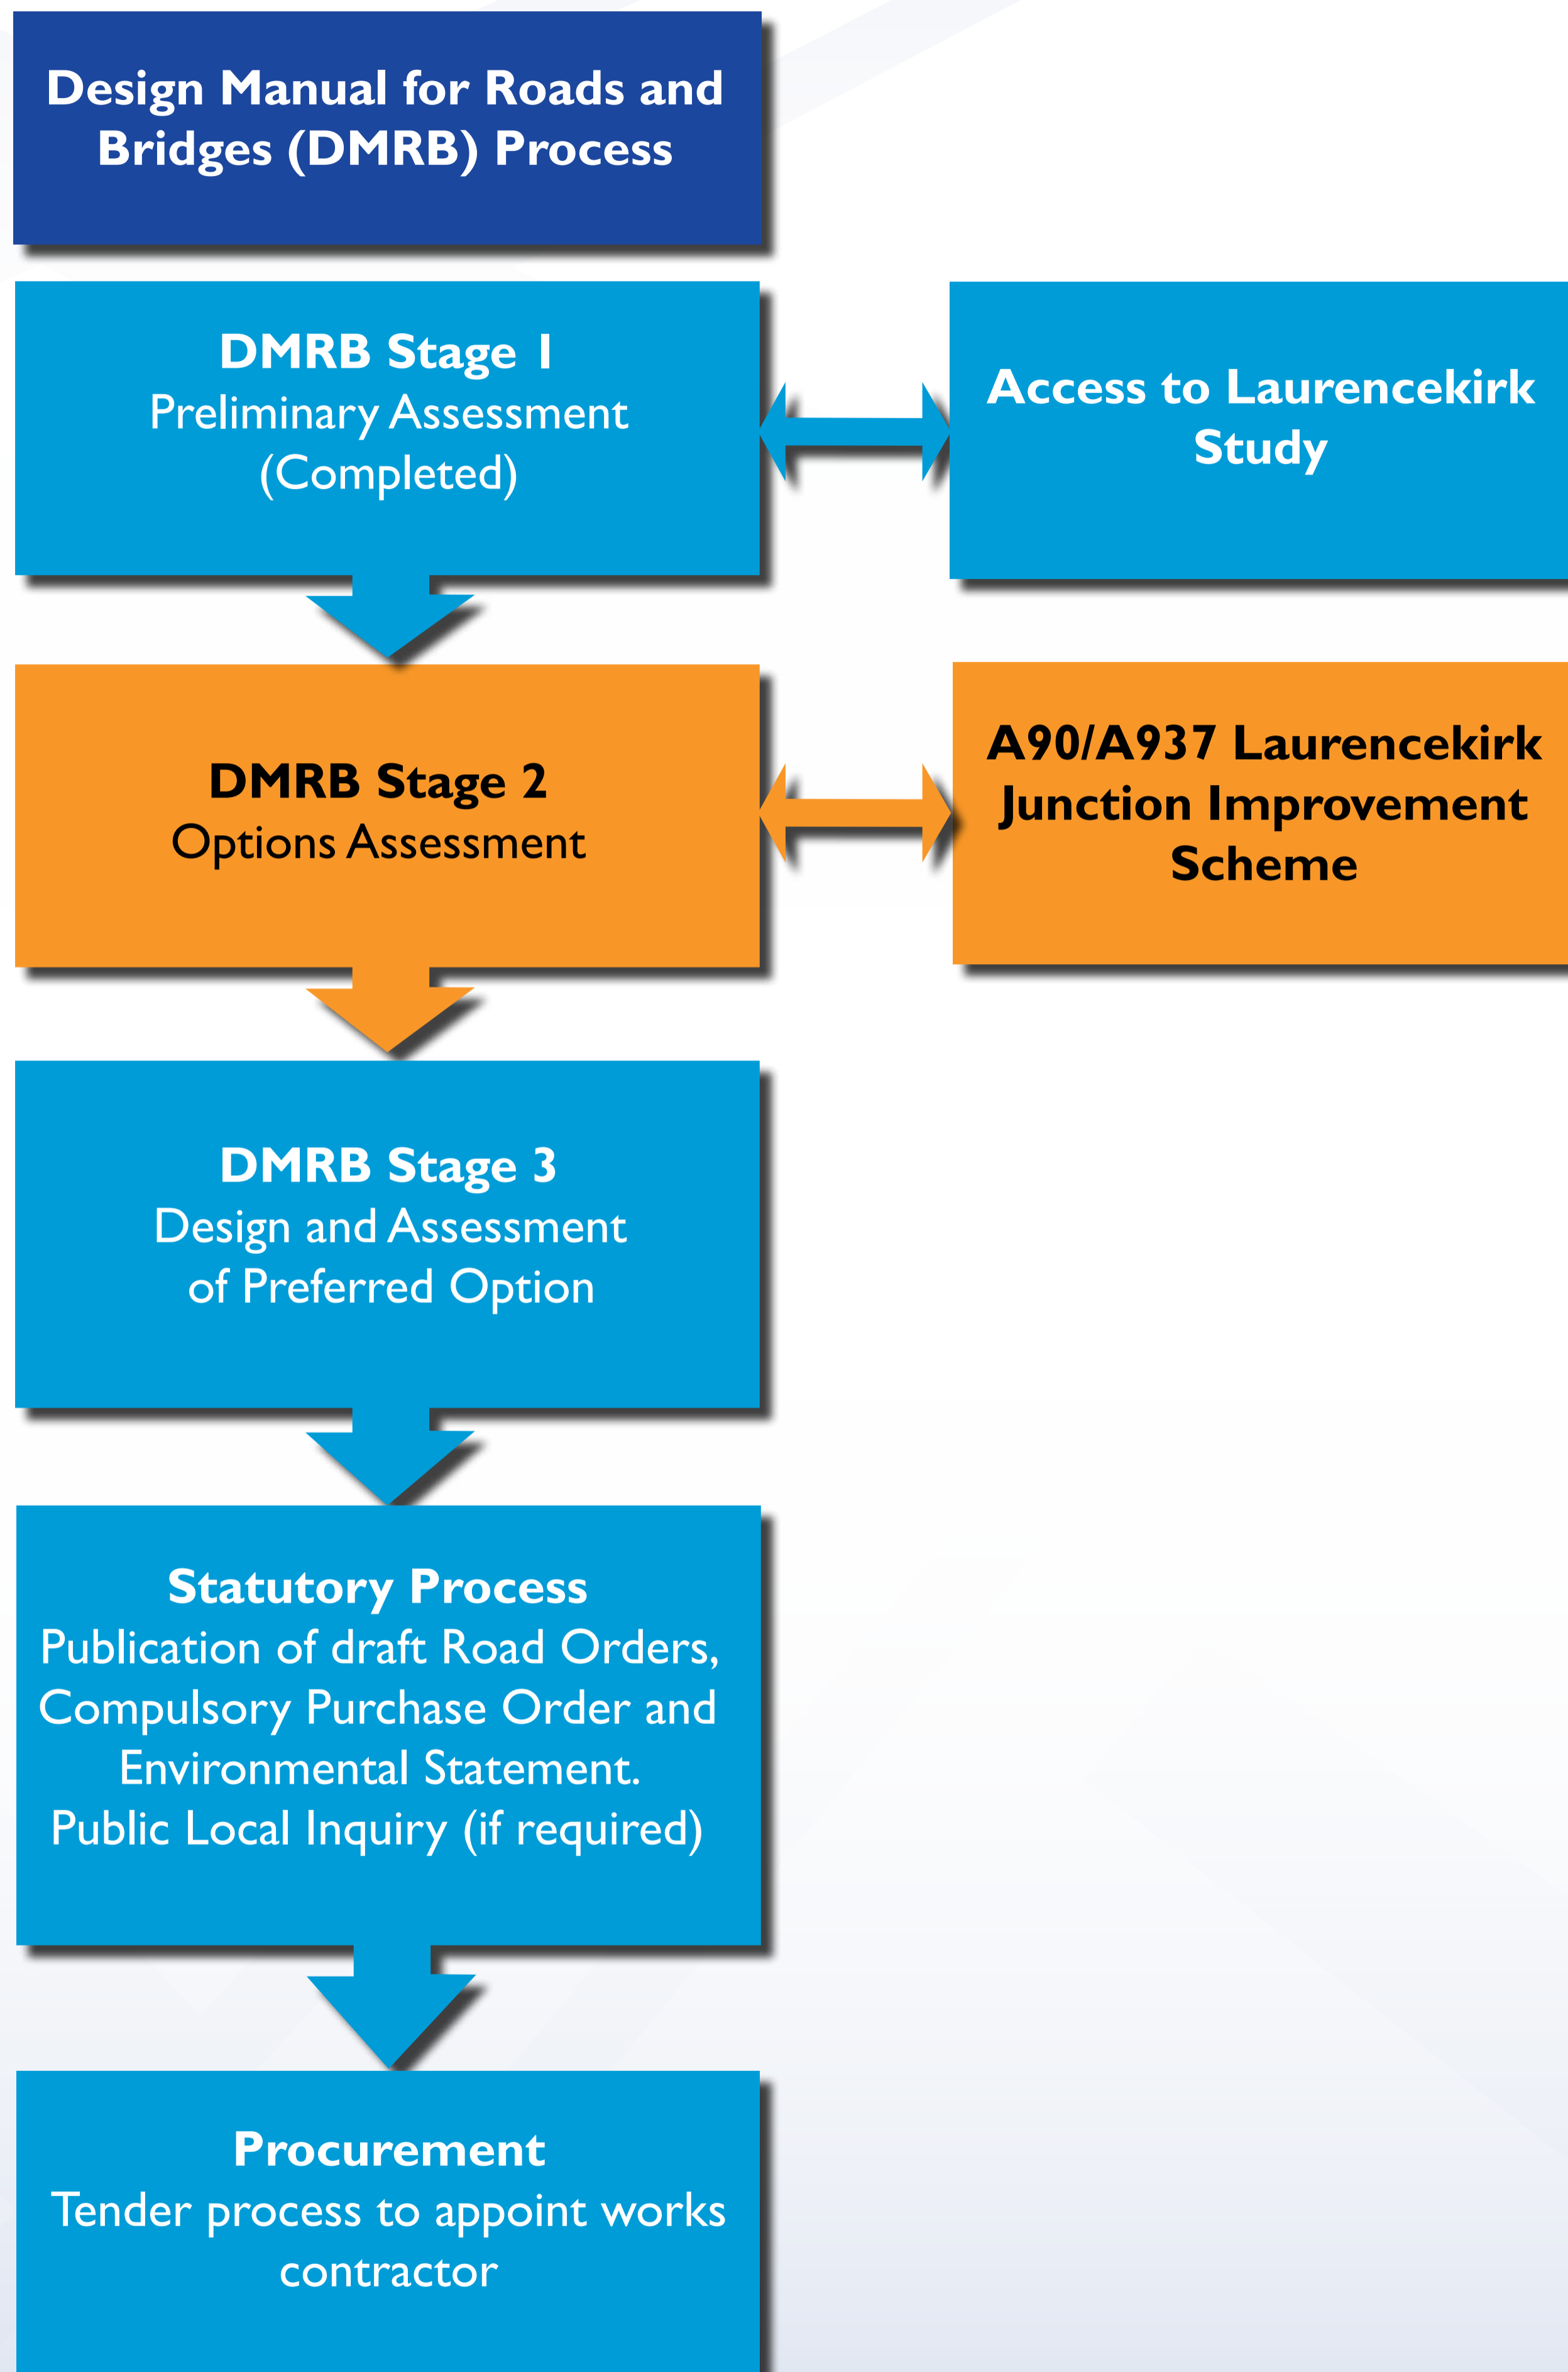 Design Manual for Roads and
Bridges (DMRB) Process
DMRB Stage 1
Preliminary Assessment
(Completed)
Access to Laurencekirk
Study
DMRB Stage 2
Options Assessment
A90/A937 Laurencekirk
Junction Improvement
Scheme
DMRB Stage 3
Design and Assessment
of Preferred Option
Statutory Process
Publication of draft Road Orders,
Compulsory Purchase Order and
Environmental Statement.
Public Local Inquiry (if required)
Procurement
Tender process to appoint works
contractor